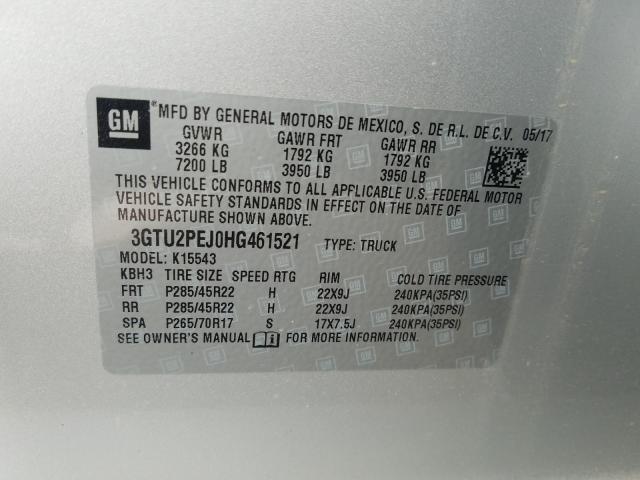 GM ® MFD BY GENERAL MOTORS DE MEXICO, S. DE R.L. DE C.V. 05/17
GVWR GAWR FRT GAWR RR
3266 KG 1792 KG 1792 KG
7200 LB 3950 LB 3950 LB
THIS VEHICLE CONFORMS TO ALL APPLICABLE U.S. FEDERAL MOTOR
VEHICLE SAFETY STANDARDS IN EFFECT ON THE DATE OF
MANUFACTURE SHOWN ABOVE.
3GTU2PEJ0HG461521 TYPE: TRUCK
MODEL: K15543
KBH3 TIRE SIZE SPEED RTG RIM COLD TIRE PRESSURE
FRT P285/45R22 H 22X9J 240KPA(35PSI)
RR P285/45R22 H 22X9J 240KPA(35PSI)
SPA P265/70R17 S 17X7.5J 240KPA(35PSI)
SEE OWNER'S MANUAL FOR MORE INFORMATION.